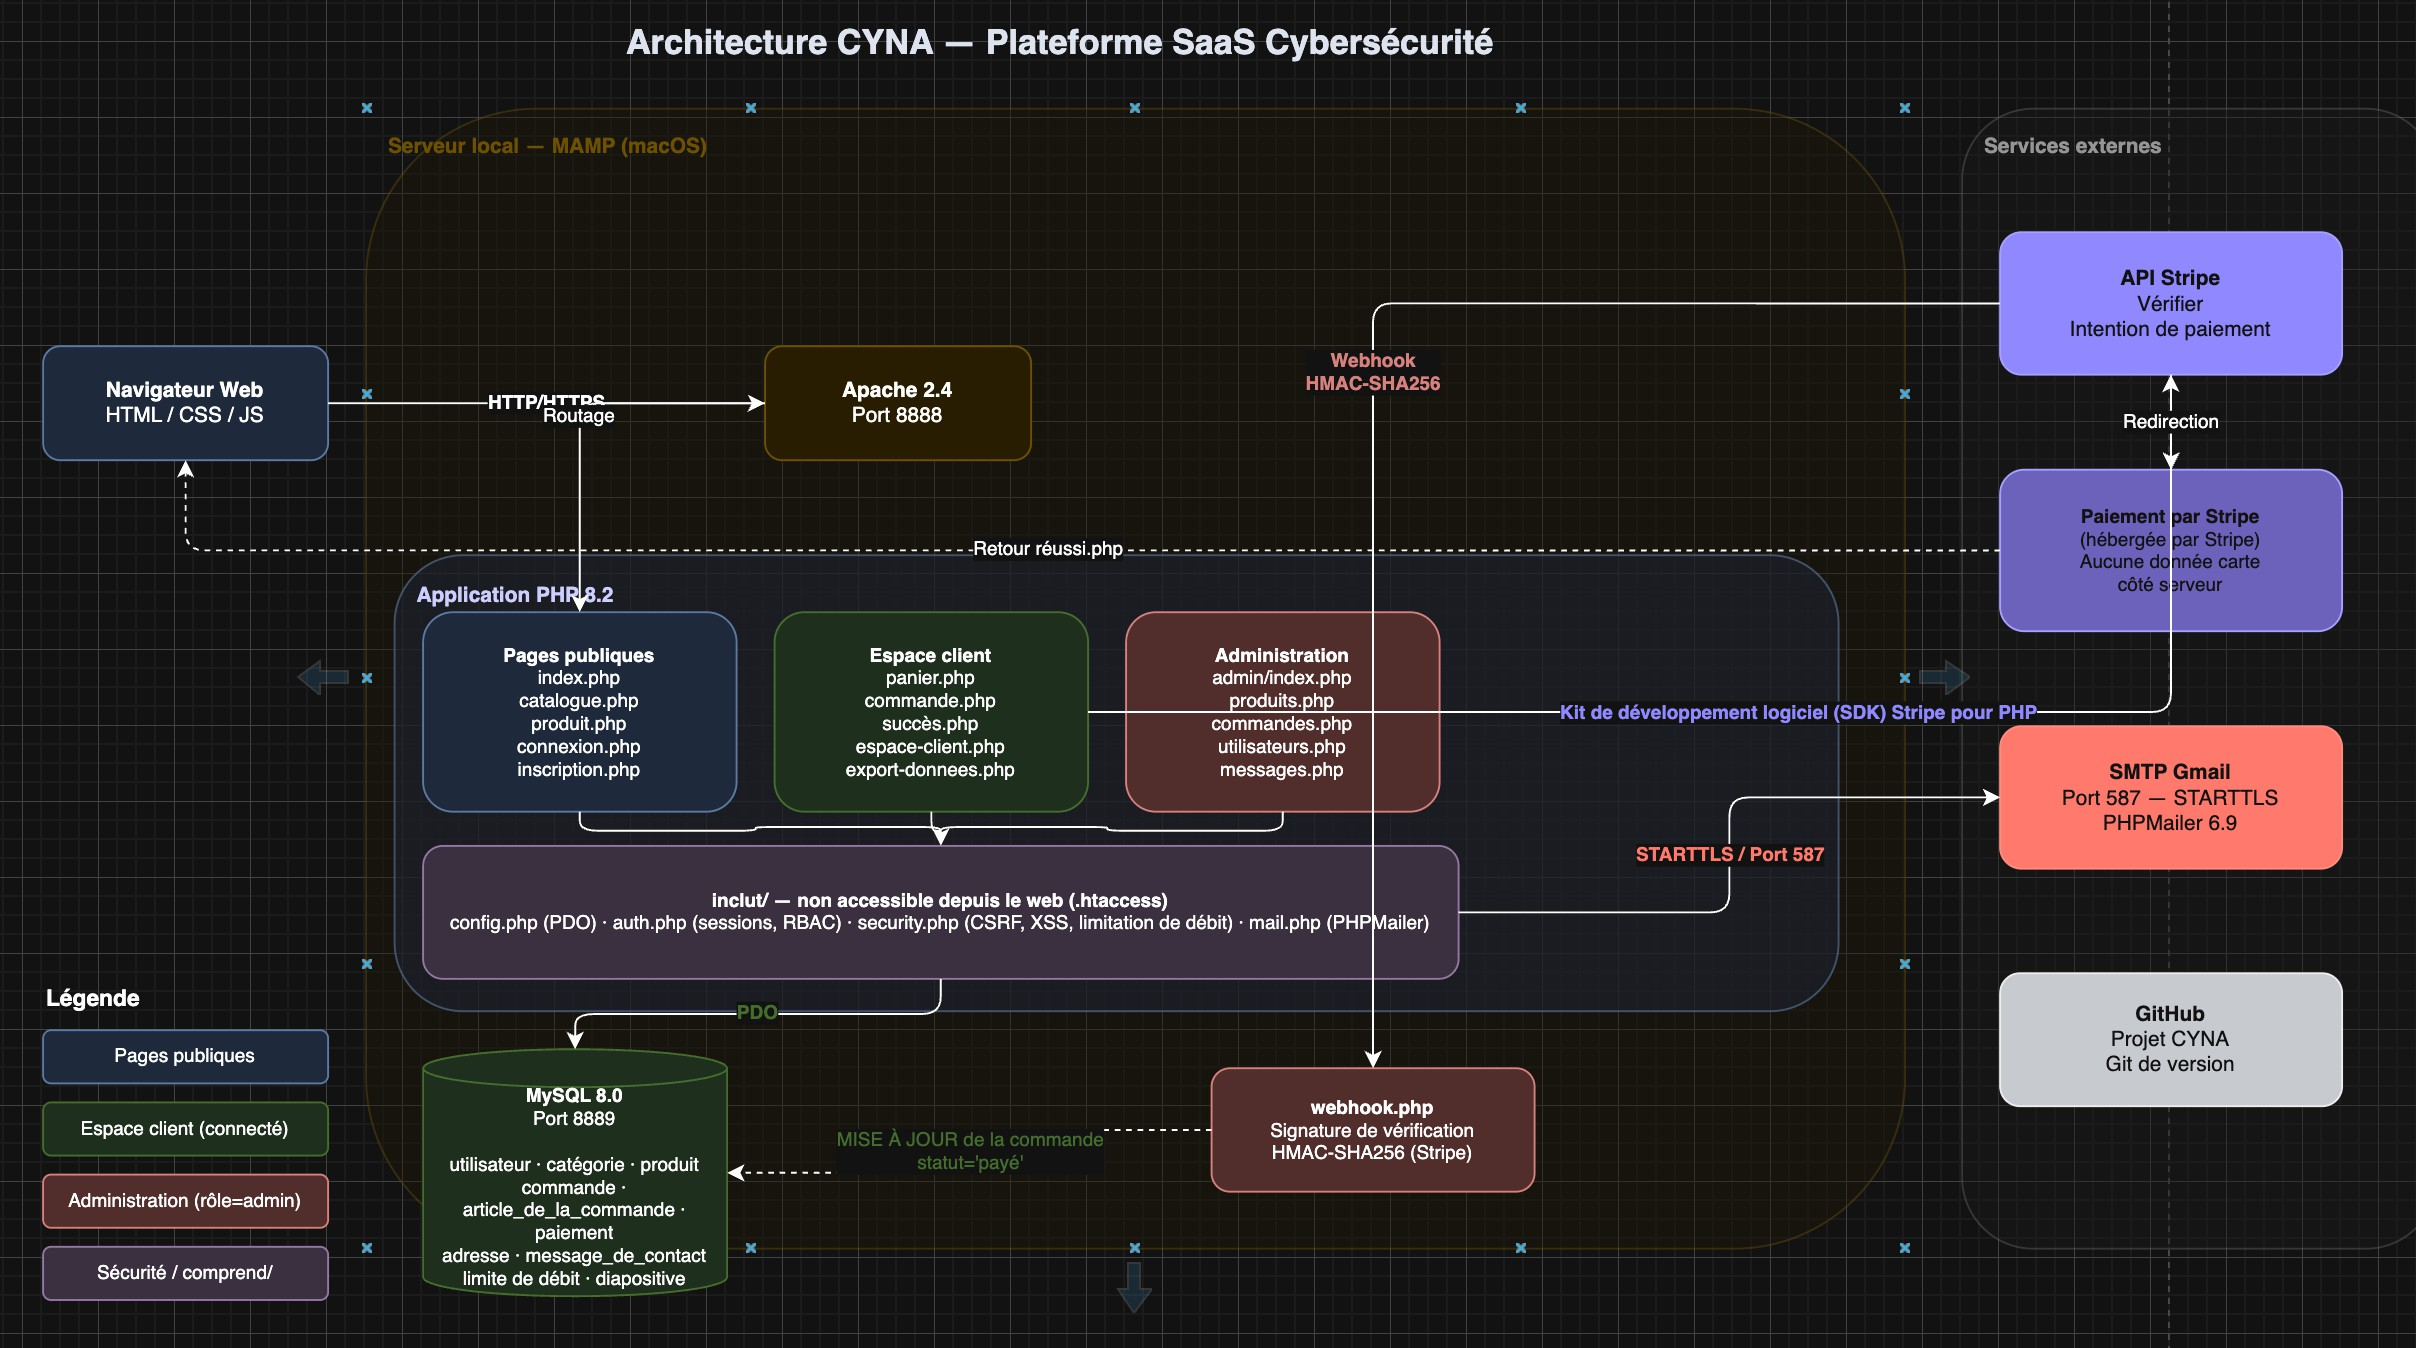 Architecture CYNA — Plateforme SaaS Cybersécurité
Serveur local — MAMP (macOS)
Services externes
API Stripe
Vérifier
Intention de paiement
Navigateur Web
HTML / CSS / JS
HTTP/HTTPS
Routage
Apache 2.4
Port 8888
Webhook
HMAC-SHA256
Redirection
Paiement par Stripe
(hébergée par Stripe)
Aucune donnée carte
côté serveur
Retour réussi.php
Application PHP 8.2
Pages publiques
index.php
catalogue.php
produit.php
connexion.php
inscription.php
Espace client
panier.php
commande.php
succès.php
espace-client.php
export-donnees.php
Administration
admin/index.php
produits.php
commandes.php
utilisateurs.php
messages.php
Kit de développement logiciel (SDK) Stripe pour PHP
SMTP Gmail
Port 587 — STARTTLS
PHPMailer 6.9
STARTTLS / Port 587
inclut/ — non accessible depuis le web (.htaccess)
config.php (PDO) · auth.php (sessions, RBAC) · security.php (CSRF, XSS, limitation de débit) · mail.php (PHPMailer)
PDO
GitHub
Projet CYNA
Git de version
MySQL 8.0
Port 8889
utilisateur · catégorie · produit
commande ·
article_de_la_commande ·
paiement
adresse · message_de_contact
limite de débit · diapositive
MISE À JOUR de la commande
statut='payé'
webhook.php
Signature de vérification
HMAC-SHA256 (Stripe)
Légende
Pages publiques
Espace client (connecté)
Administration (rôle=admin)
Sécurité / comprend/